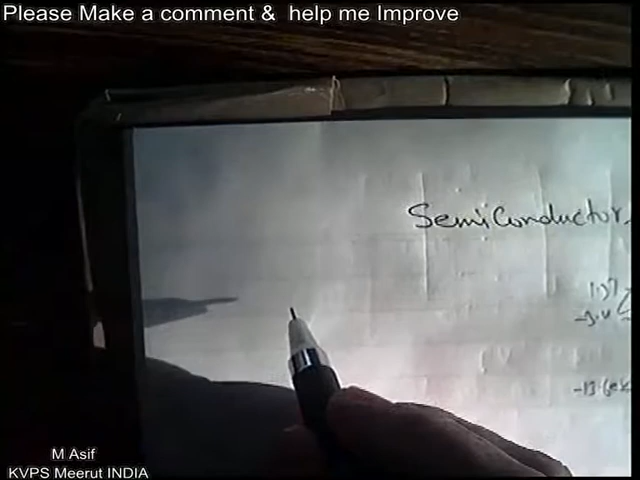 Please Make a comment & help me Improve
SemiConductor
M Asif
KVPS Meerut INDIA